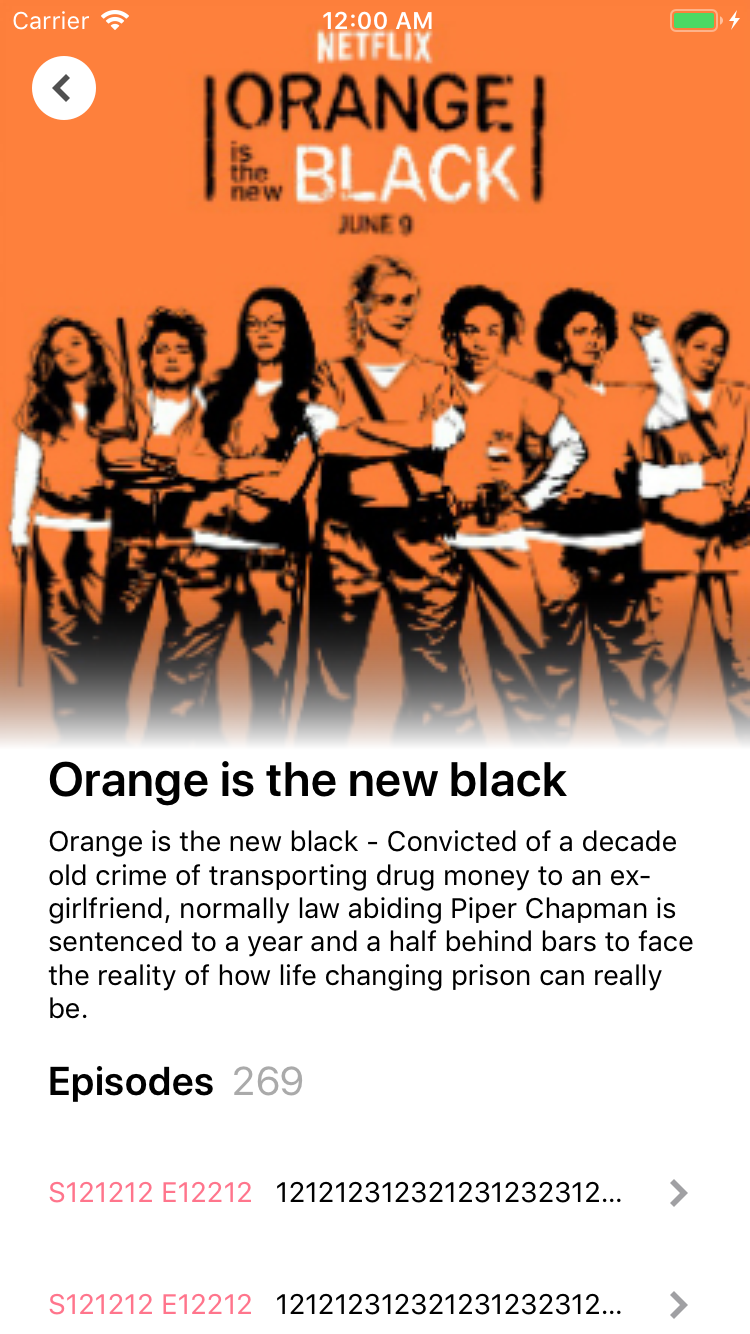 Carrier 12:00 AM
NETFLIX
ORANGE
is the new BLACK
JUNE 9
Orange is the new black
Orange is the new black - Convicted of a decade
old crime of transporting drug money to an ex-
girlfriend, normally law abiding Piper Chapman is
sentenced to a year and a half behind bars to face
the reality of how life changing prison can really
be.
Episodes 269
S121212 E12212 121212312321231232312...
S121212 E12212 121212312321231232312...